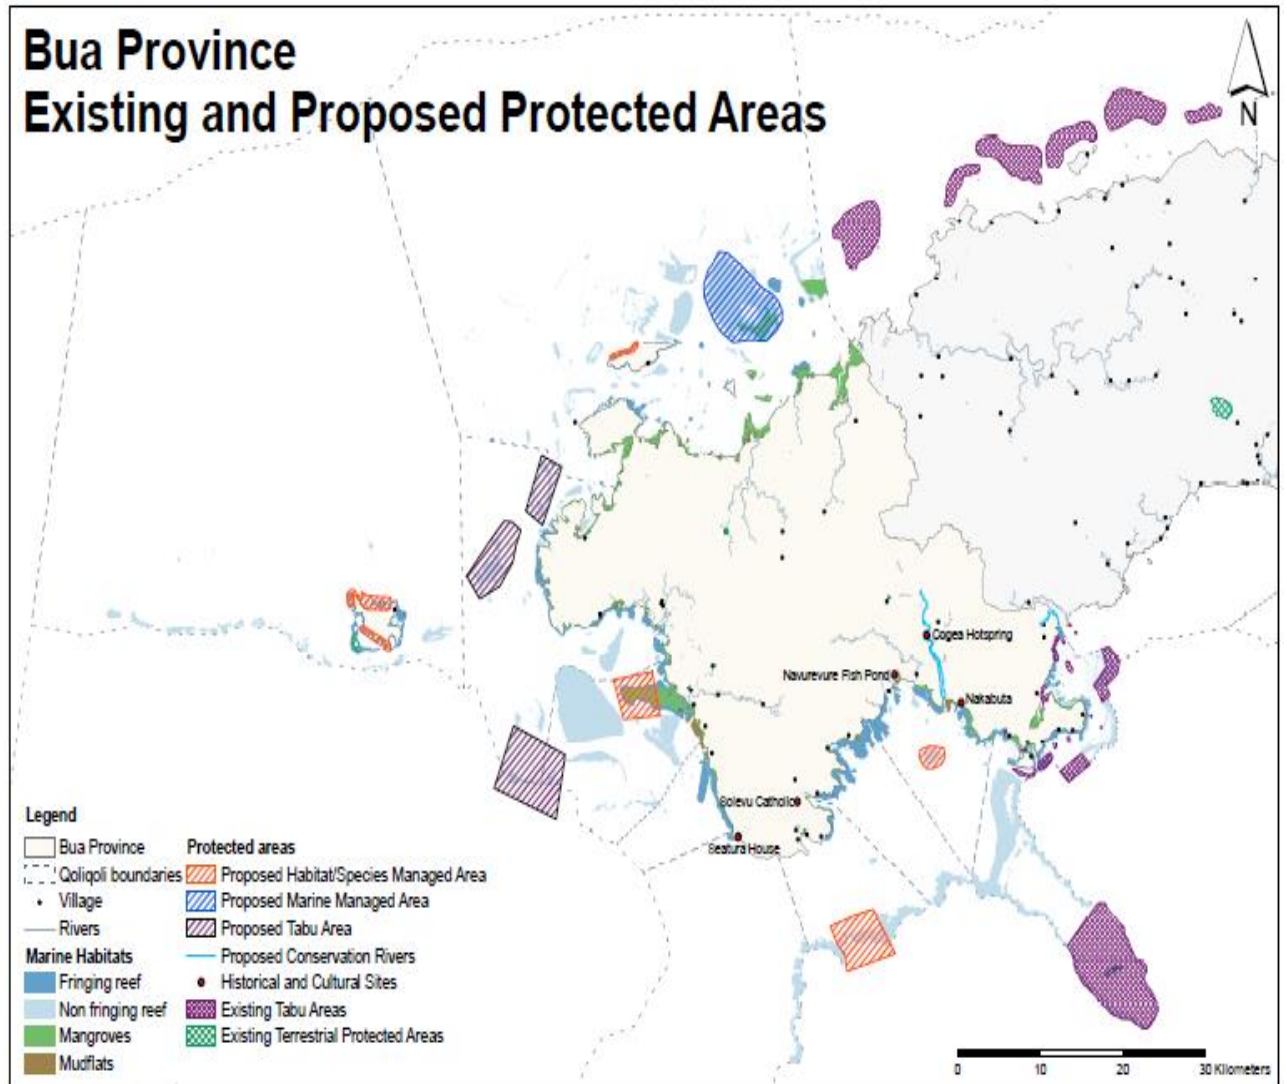 Bua Province
Existing and Proposed Protected Areas
N
Cogea Hotspring
Navurevure Fish Pond
Nakabuta
Solevu Catholic
Seatura House
Legend
Bua Province
Qoliqoli boundaries
Village
Rivers
Marine Habitats
Fringing reef
Non fringing reef
Mangroves
Mudflats
Protected areas
Proposed Habitat/Species Managed Area
Proposed Marine Managed Area
Proposed Tabu Area
Proposed Conservation Rivers
Historical and Cultural Sites
Existing Tabu Areas
Existing Terrestrial Protected Areas
0 10 20 30 Kilometers